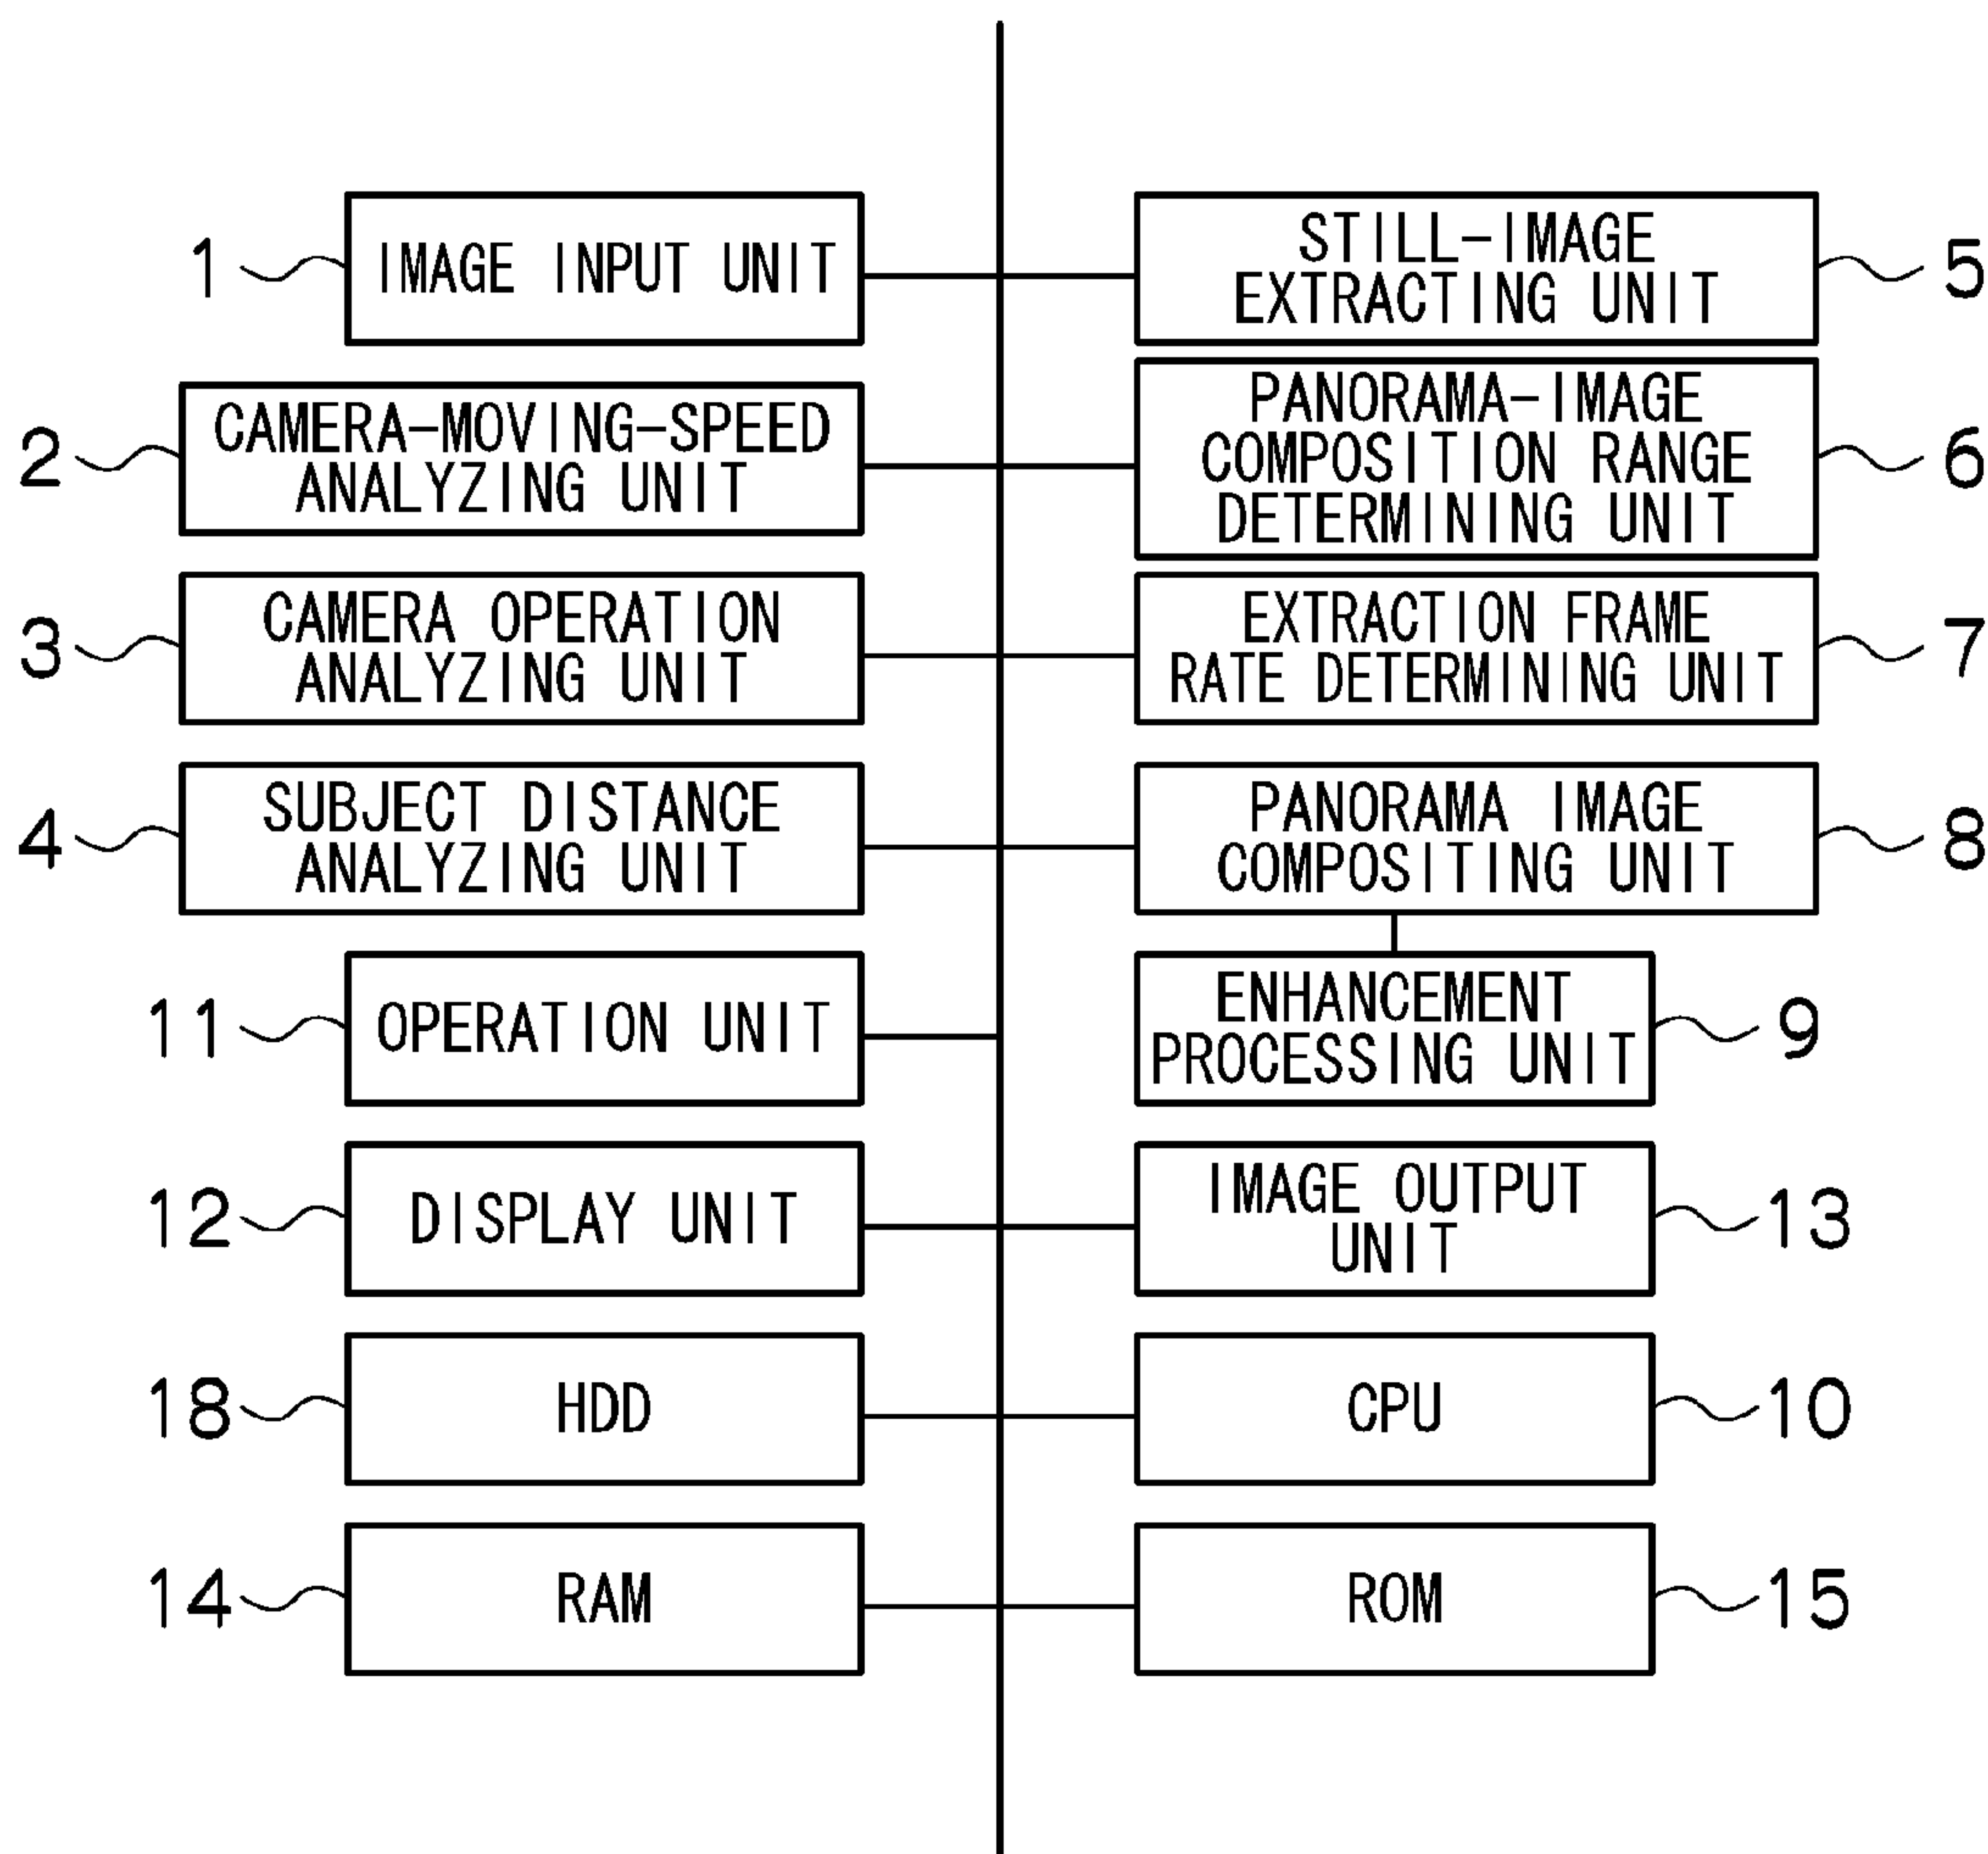 1
IMAGE INPUT UNIT
STILL-IMAGE
EXTRACTING UNIT
5
2
CAMERA-MOVING-SPEED
ANALYZING UNIT
PANORAMA-IMAGE
COMPOSITION RANGE
DETERMINING UNIT
6
3
CAMERA OPERATION
ANALYZING UNIT
EXTRACTION FRAME
RATE DETERMINING UNIT
7
4
SUBJECT DISTANCE
ANALYZING UNIT
PANORAMA IMAGE
COMPOSITING UNIT
8
11
OPERATION UNIT
ENHANCEMENT
PROCESSING UNIT
9
12
DISPLAY UNIT
IMAGE OUTPUT
UNIT
13
18
HDD
CPU
10
14
RAM
ROM
15